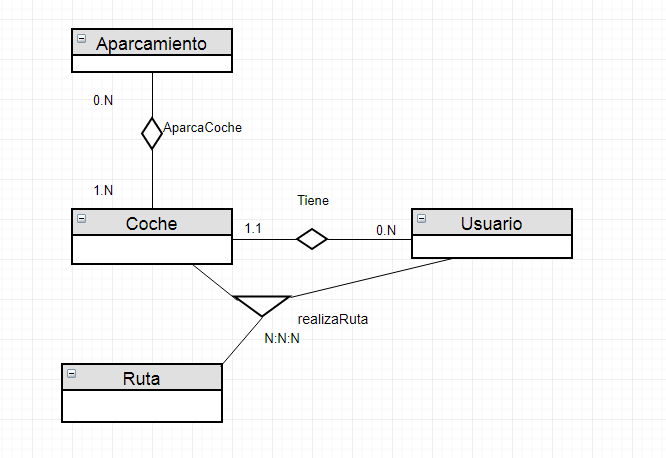 Aparcamiento
0.N
AparcaCoche
1.N
Tiene
Coche
1.1
0.N
Usuario
realizaRuta
N:N:N
Ruta